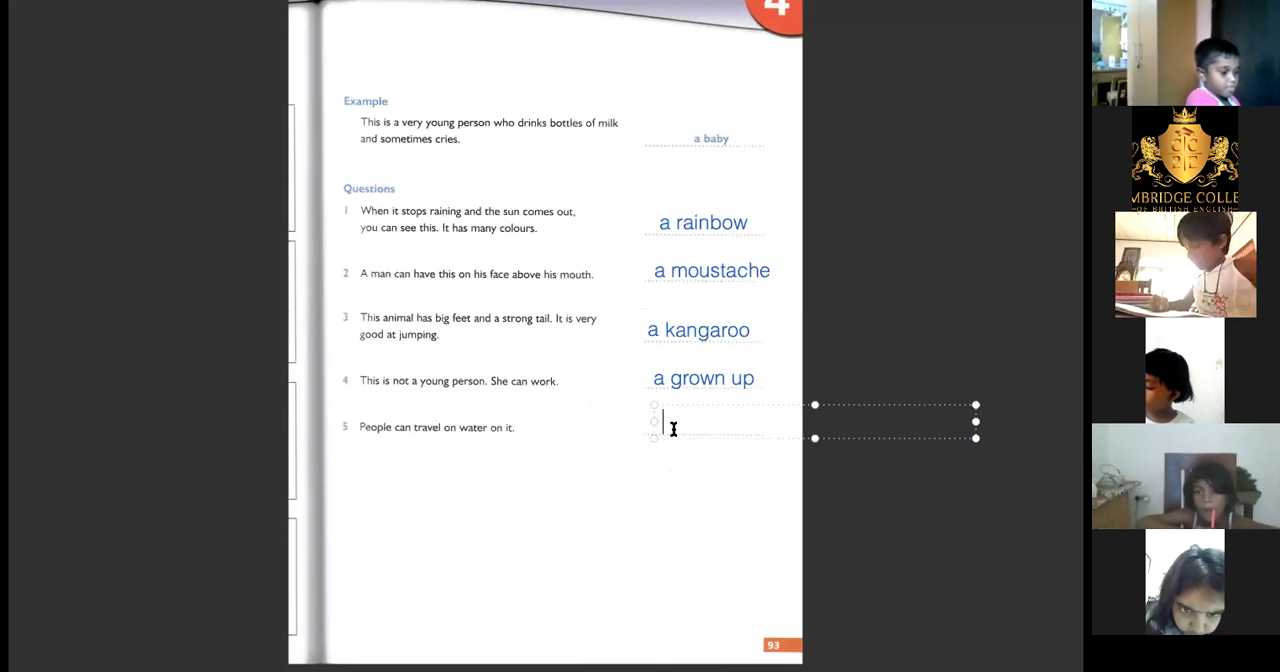 4
Example
This is a very young person who drinks bottles of milk
and sometimes cries.
a baby
Questions
1 When it stops raining and the sun comes out,
you can see this. It has many colours.
a rainbow
2 A man can have this on his face above his mouth.
a moustache
3 This animal has big feet and a strong tail. It is very
good at jumping.
a kangaroo
4 This is not a young person. She can work.
a grown up
5 People can travel on water on it.
93
MBRIDGE COLLE
OF BRITISH ENGLISH